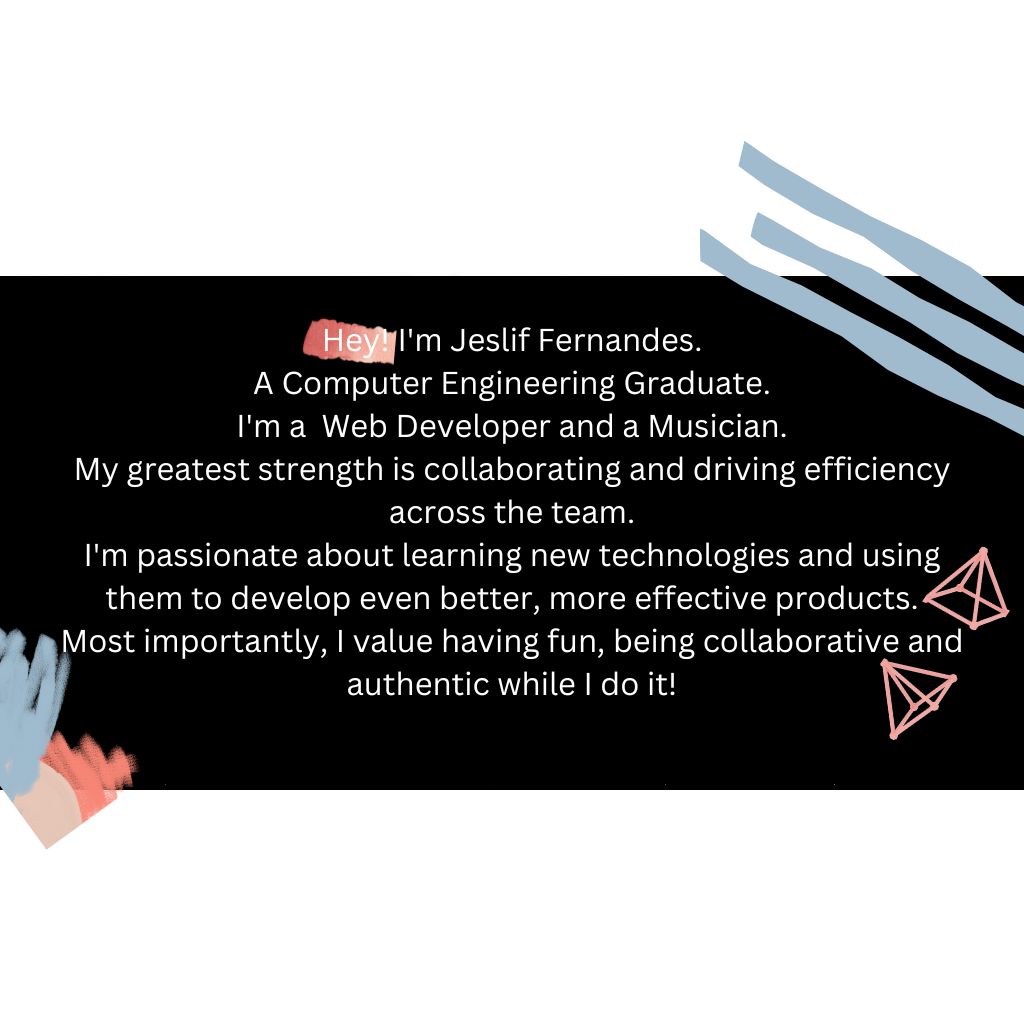 Hey! I'm Jeslif Fernandes.
A Computer Engineering Graduate.
I'm a  Web Developer and a Musician.
My greatest strength is collaborating and driving efficiency
across the team.
I'm passionate about learning new technologies and using
them to develop even better, more effective products.
Most importantly, I value having fun, being collaborative and
authentic while I do it!